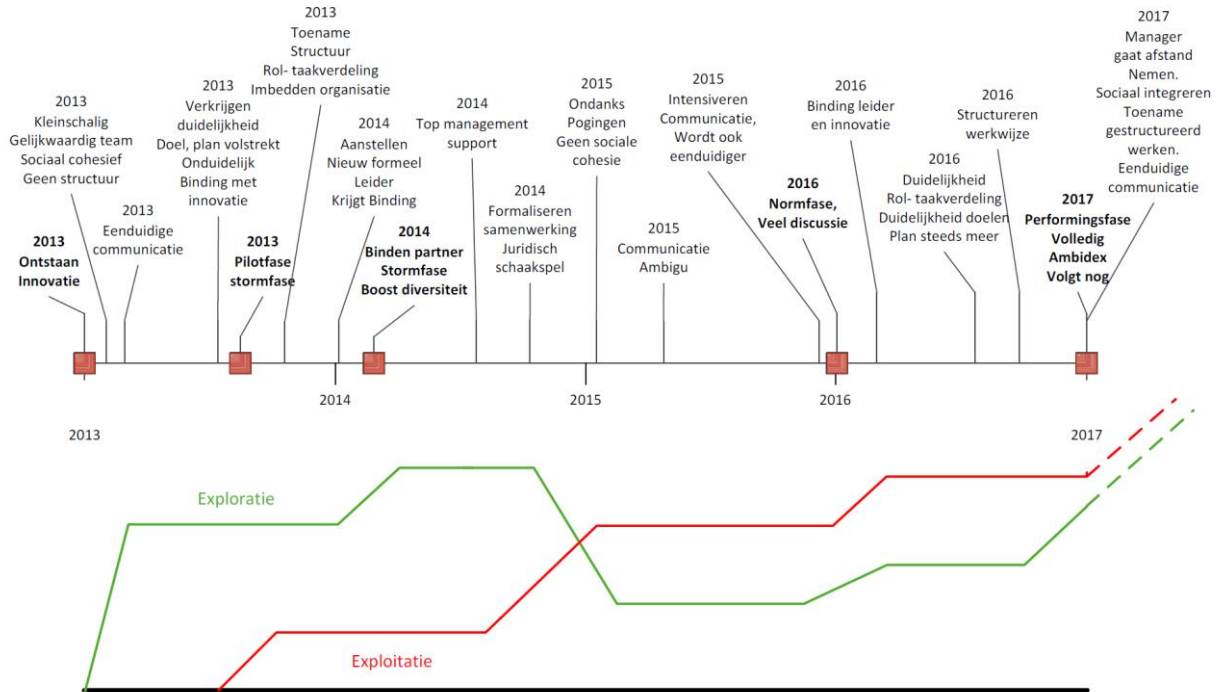 2013
Kleinschalig
Gelijkwaardig team
Sociaal cohesief
Geen structuur
2013
Eenduidige
communicatie
2013
Ontstaan
Innovatie
2013
Verkrijgen
duidelijkheid
Doel, plan volstrekt
Onduidelijk
Binding met
innovatie
2013
Pilotfase
stormfase
2013
Toename
Structuur
Rol- taakverdeling
Imbedden organisatie
2014
Aanstellen
Nieuw formeel
Leider
Krijgt Binding
2014
Binden partner
Stormfase
Boost diversiteit
2014
Top management
support
2014
Formaliseren
samenwerking
Juridisch
schaakspel
2015
Ondanks
Pogingen
Geen sociale
cohesie
2015
Communicatie
Ambigu
2015
Intensiveren
Communicatie,
Wordt ook
eenduidiger
2016
Normfase,
Veel discussie
2016
Binding leider
en innovatie
2016
Duidelijkheid
Rol- taakverdeling
Duidelijkheid doelen
Plan steeds meer
2016
Structureren
werkwijze
2017
Performingsfase
Volledig
Ambidex
Volgt nog
2017
Manager
gaat afstand
Nemen.
Sociaal integreren
Toename
gestructureerd
werken.
Eenduidige
communicatie
2014
2015
2016
2013
2017
Exploratie
Exploitatie